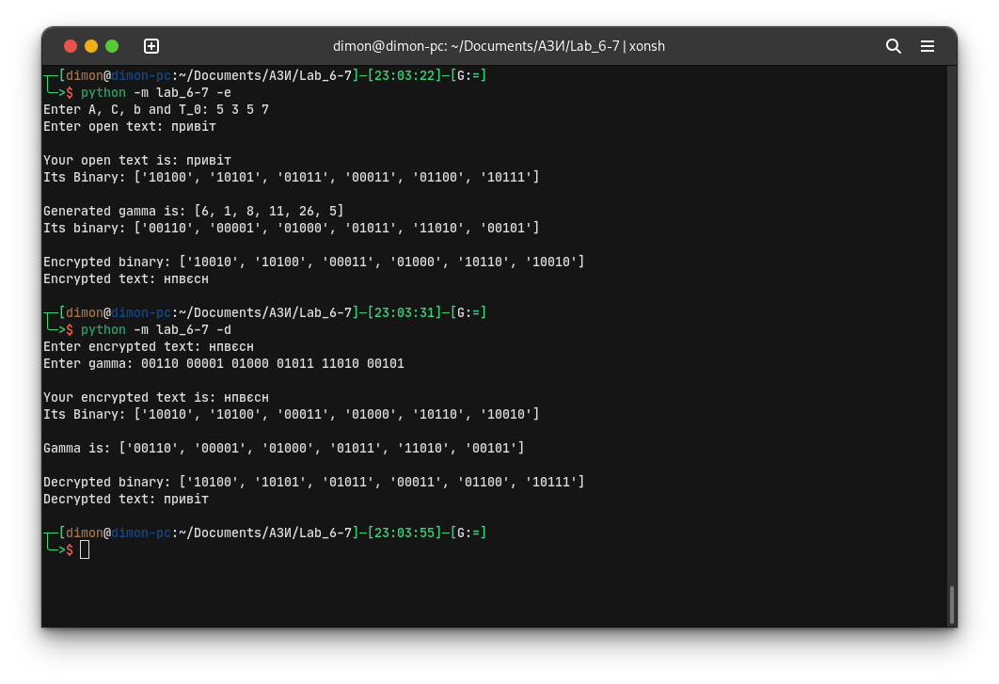 dimon@dimon-pc: ~/Documents/АЗИ/Lab_6-7 | xonsh
┬─[dimon@dimon-pc:~/Documents/АЗИ/Lab_6-7]─[23:03:22]─[G:=]
╰─>$ python -m lab_6-7 -e
Enter A, C, b and T_0: 5 3 5 7
Enter open text: привіт
Your open text is: привіт
Its Binary: ['10100', '10101', '01011', '00011', '01100', '10111']
Generated gamma is: [6, 1, 8, 11, 26, 5]
Its binary: ['00110', '00001', '01000', '01011', '11010', '00101']
Encrypted binary: ['10010', '10100', '00011', '01000', '10110', '10010']
Encrypted text: нпвєсн
┬─[dimon@dimon-pc:~/Documents/АЗИ/Lab_6-7]─[23:03:31]─[G:=]
╰─>$ python -m lab_6-7 -d
Enter encrypted text: нпвєсн
Enter gamma: 00110 00001 01000 01011 11010 00101
Your encrypted text is: нпвєсн
Its Binary: ['10010', '10100', '00011', '01000', '10110', '10010']
Gamma is: ['00110', '00001', '01000', '01011', '11010', '00101']
Decrypted binary: ['10100', '10101', '01011', '00011', '01100', '10111']
Decrypted text: привіт
┬─[dimon@dimon-pc:~/Documents/АЗИ/Lab_6-7]─[23:03:55]─[G:=]
╰─>$